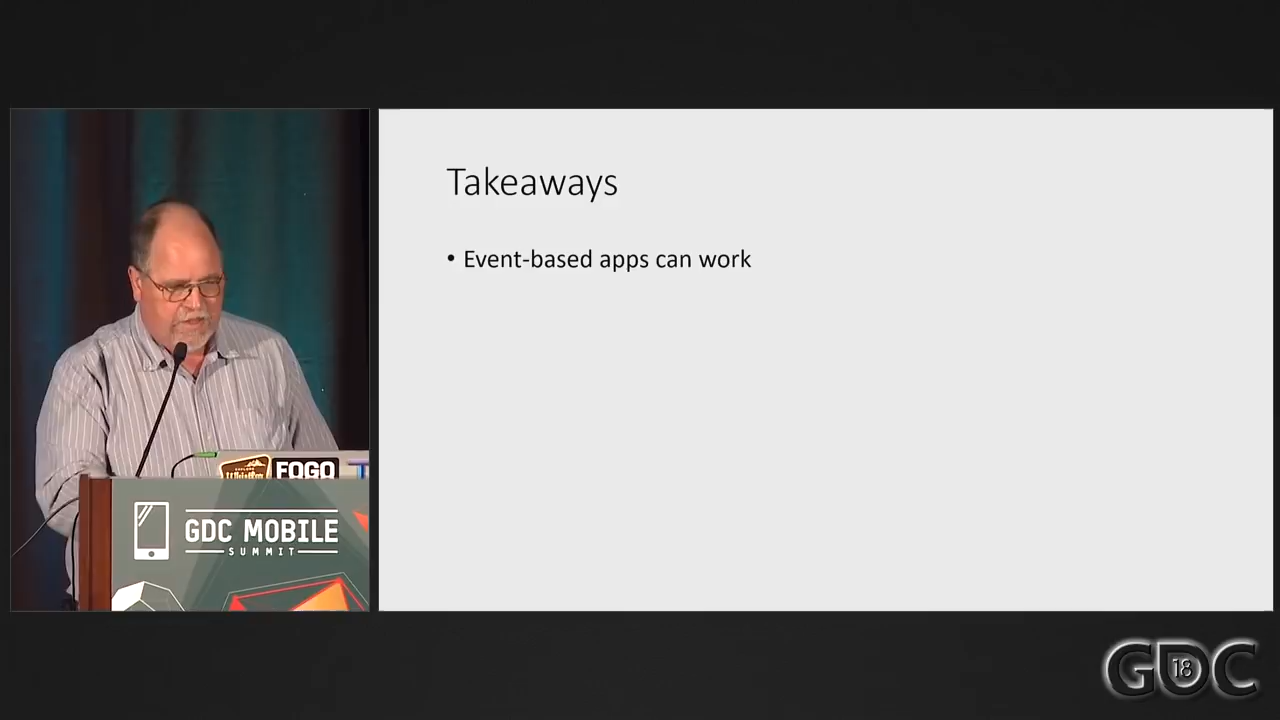 Takeaways
• Event-based apps can work
FOGO
GDC MOBILE
SUMMIT
GDC
18